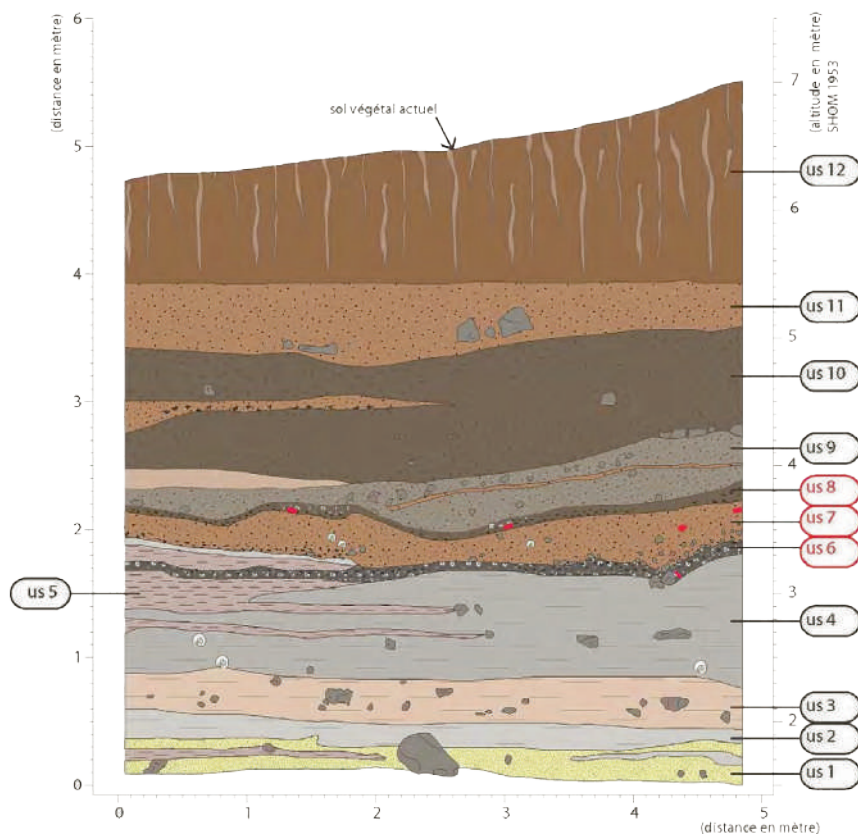 6
5
4
3
2
1
0
(distance en mètre)
7
6
5
4
3
2
(altitude en mètre)
SHOM 1953
sol végétal actuel
us 12
us 11
us 10
us 9
us 8
us 7
us 6
us 5
us 4
us 3
us 2
us 1
0 1 2 3 4 5
(distance en mètre)